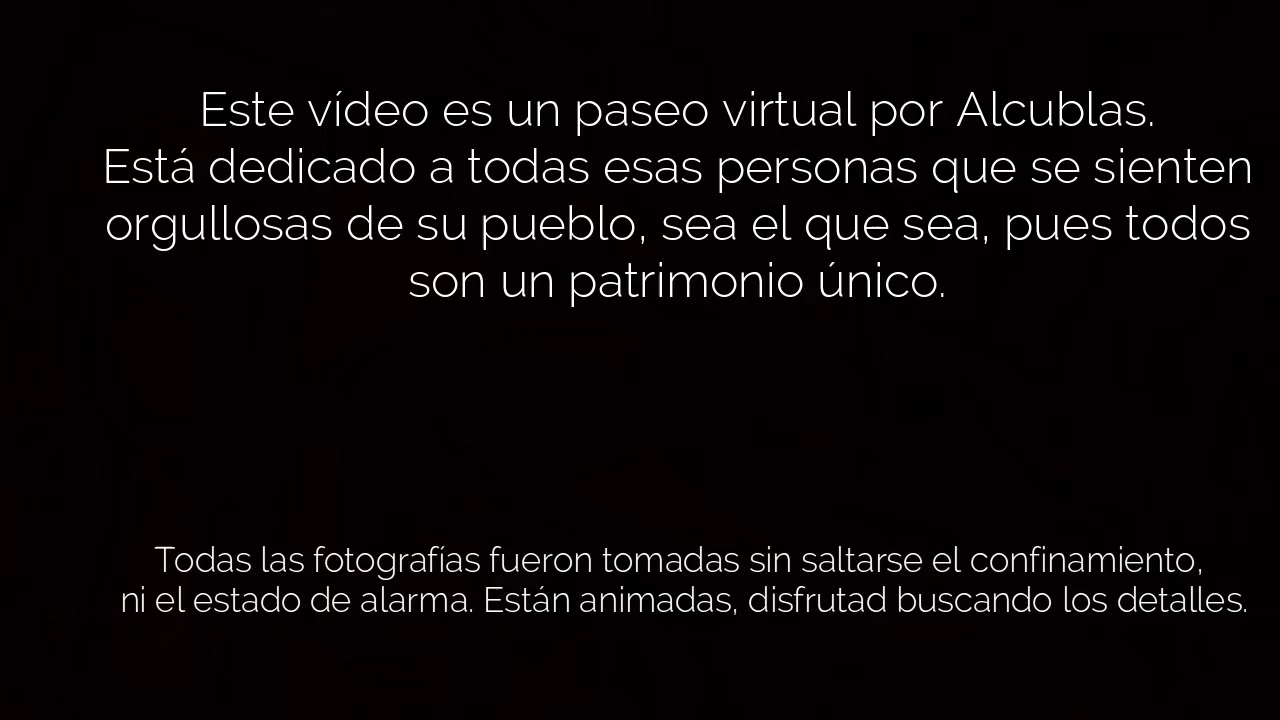 Este vídeo es un paseo virtual por Alcublas.
Está dedicado a todas esas personas que se sienten
orgullosas de su pueblo, sea el que sea, pues todos
son un patrimonio único.
Todas las fotografías fueron tomadas sin saltarse el confinamiento,
ni el estado de alarma. Están animadas, disfrutad buscando los detalles.